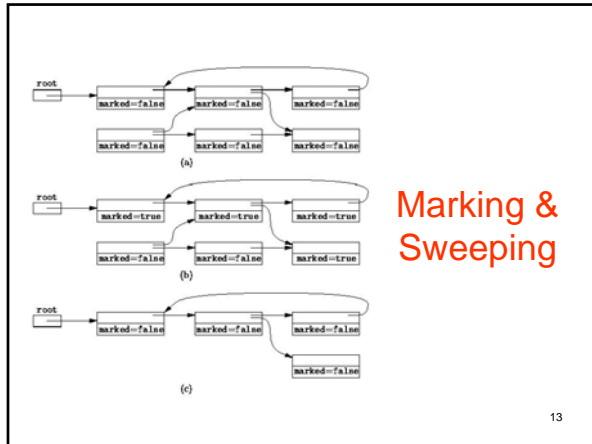 root
marked=false marked=false marked=false
marked=false marked=false marked=false
(a)
root
marked=true marked=true marked=true
marked=false marked=false marked=true
(b)
root
marked=false marked=false marked=false
marked=false
(c)
Marking &
Sweeping
13